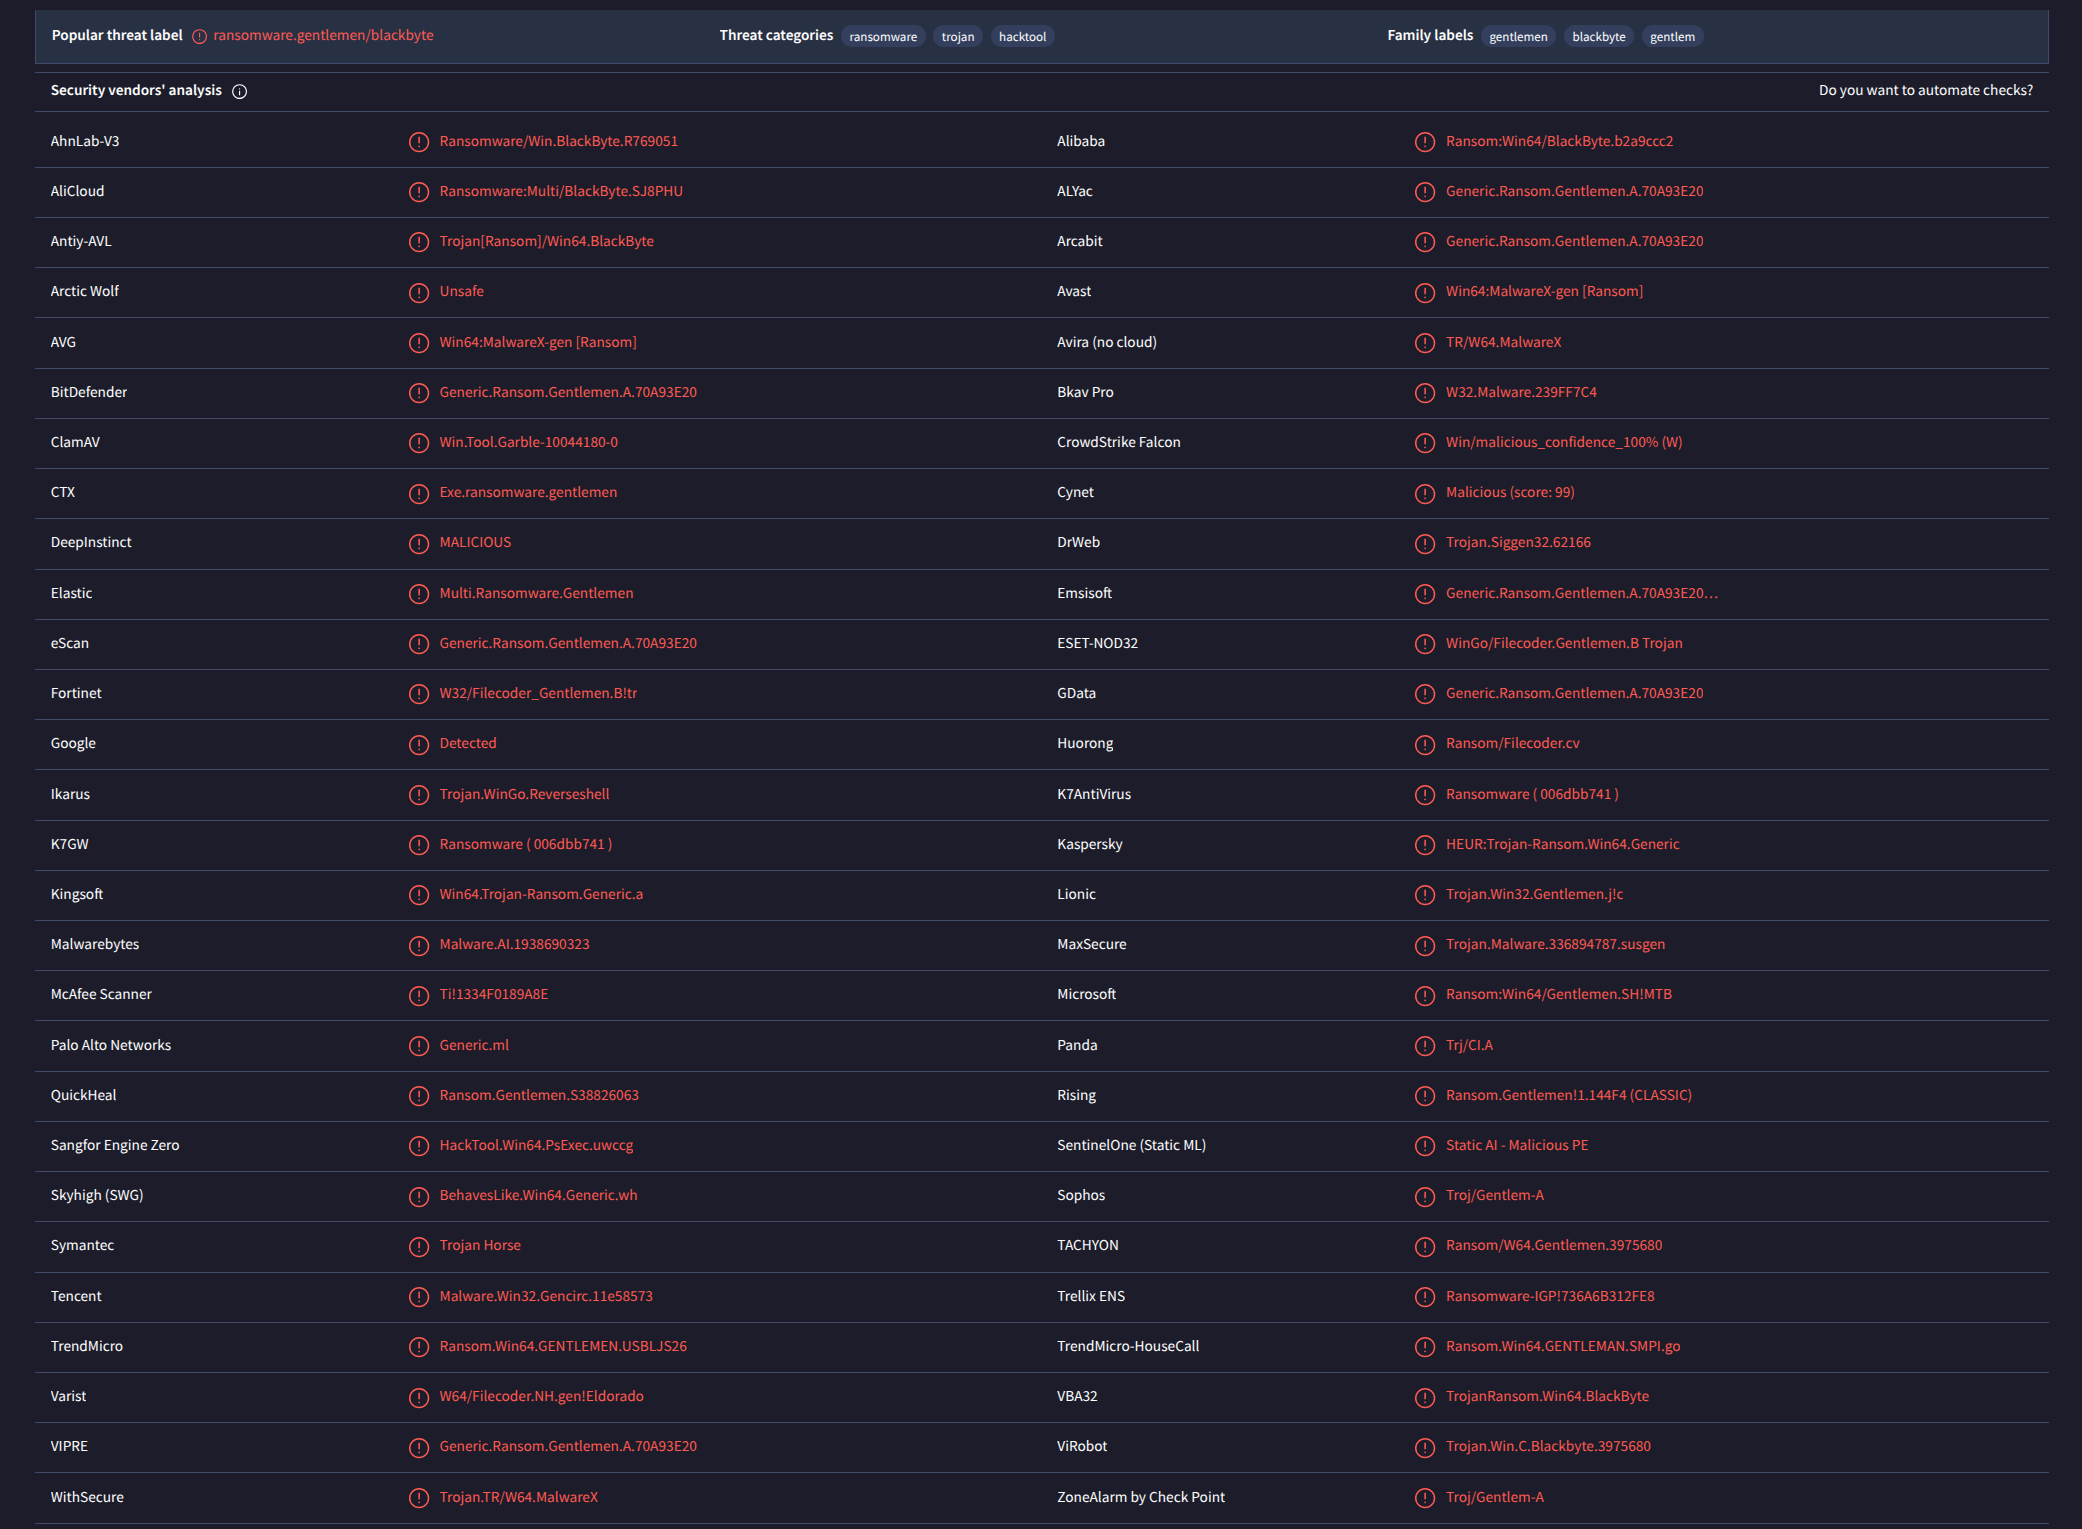 Popular threat label ransomware.gentlemen/blackbyte Threat categories ransomware trojan hacktool Family labels gentlemen blackbyte gentlem
Security vendors' analysis Do you want to automate checks?
AhnLab-V3 Ransomware/Win.BlackByte.R769051 Alibaba Ransom:Win64/BlackByte.b2a9ccc2
AliCloud Ransomware:Multi/BlackByte.SJ8PHU ALYac Generic.Ransom.Gentlemen.A.70A93E20
Antiy-AVL Trojan[Ransom]/Win64.BlackByte Arcabit Generic.Ransom.Gentlemen.A.70A93E20
Arctic Wolf Unsafe Avast Win64:MalwareX-gen [Ransom]
AVG Win64:MalwareX-gen [Ransom] Avira (no cloud) TR/W64.MalwareX
BitDefender Generic.Ransom.Gentlemen.A.70A93E20 Bkav Pro W32.Malware.239FF7C4
ClamAV Win.Tool.Garble-10044180-0 CrowdStrike Falcon Win/malicious_confidence_100% (W)
CTX Exe.ransomware.gentlemen Cynet Malicious (score: 99)
DeepInstinct MALICIOUS DrWeb Trojan.Siggen32.62166
Elastic Multi.Ransomware.Gentlemen Emsisoft Generic.Ransom.Gentlemen.A.70A93E20…
eScan Generic.Ransom.Gentlemen.A.70A93E20 ESET-NOD32 WinGo/Filecoder.Gentlemen.B Trojan
Fortinet W32/Filecoder_Gentlemen.B!tr GData Generic.Ransom.Gentlemen.A.70A93E20
Google Detected Huorong Ransom/Filecoder.cv
Ikarus Trojan.WinGo.Reverseshell K7AntiVirus Ransomware ( 006dbb741 )
K7GW Ransomware ( 006dbb741 ) Kaspersky HEUR:Trojan-Ransom.Win64.Generic
Kingsoft Win64.Trojan-Ransom.Generic.a Lionic Trojan.Win32.Gentlemen.j!c
Malwarebytes Malware.AI.1938690323 MaxSecure Trojan.Malware.336894787.susgen
McAfee Scanner Ti!1334F0189A8E Microsoft Ransom:Win64/Gentlemen.SH!MTB
Palo Alto Networks Generic.ml Panda Trj/CI.A
QuickHeal Ransom.Gentlemen.S38826063 Rising Ransom.Gentlemen!1.144F4 (CLASSIC)
Sangfor Engine Zero HackTool.Win64.PsExec.uwccg SentinelOne (Static ML) Static AI - Malicious PE
Skyhigh (SWG) BehavesLike.Win64.Generic.wh Sophos Troj/Gentlem-A
Symantec Trojan Horse TACHYON Ransom/W64.Gentlemen.3975680
Tencent Malware.Win32.Gencirc.11e58573 Trellix ENS Ransomware-IGP!736A6B312FE8
TrendMicro Ransom.Win64.GENTLEMEN.USBLJS26 TrendMicro-HouseCall Ransom.Win64.GENTLEMAN.SMPI.go
Varist W64/Filecoder.NH.gen!Eldorado VBA32 TrojanRansom.Win64.BlackByte
VIPRE Generic.Ransom.Gentlemen.A.70A93E20 ViRobot Trojan.Win.C.Blackbyte.3975680
WithSecure Trojan.TR/W64.MalwareX ZoneAlarm by Check Point Troj/Gentlem-A